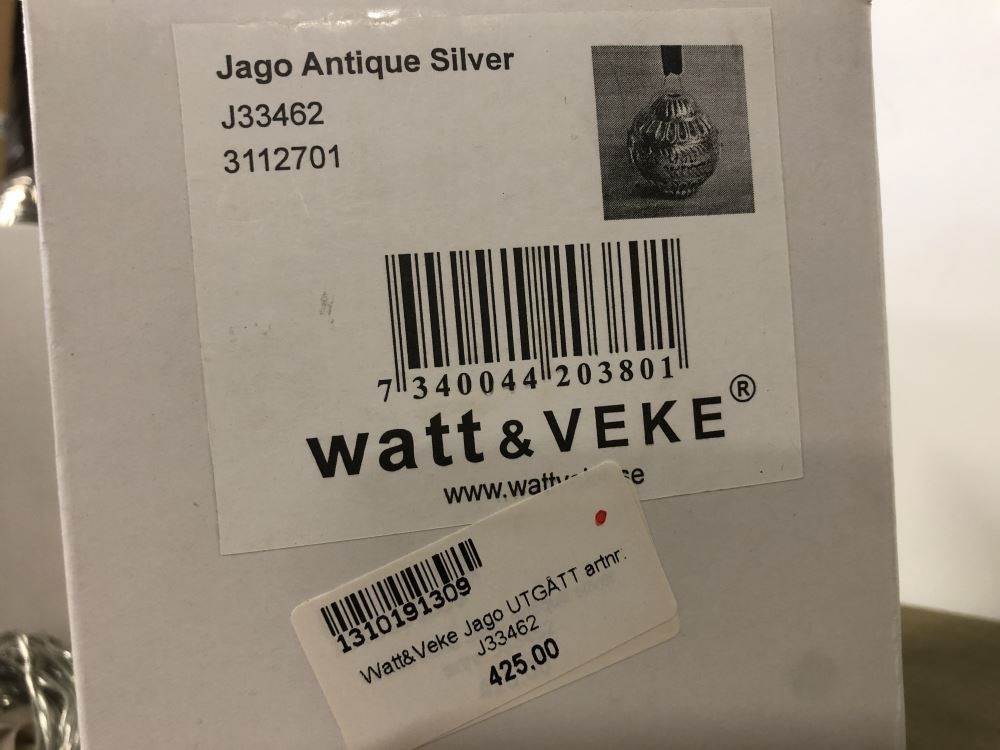 Jago Antique Silver
J33462
3112701
7 340044 203801
watt & VEKE®
1310191309
Watt&Veke Jago UTGÅTT artnr:
J33462
425.00